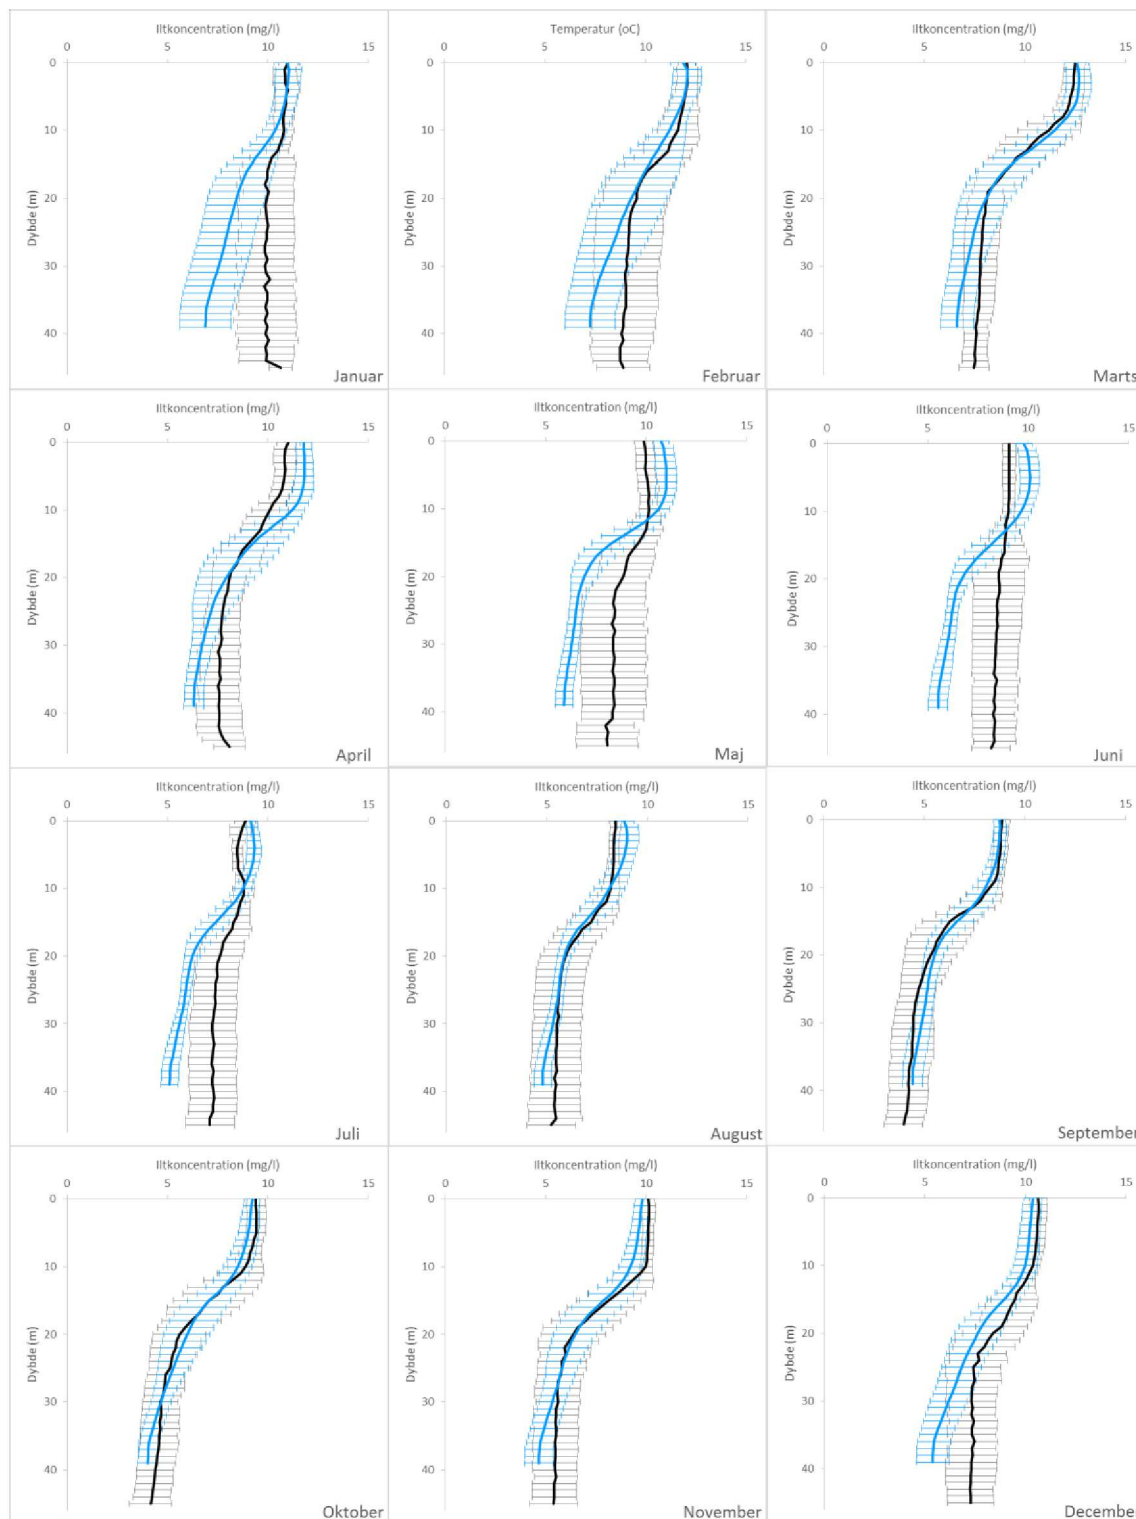 Iltkoncentration (mg/l)
0 5 10 15
0
10
20
30
40
Dybde (m)
Januar
Temperatur (oC)
0 5 10 15
0
10
20
30
40
Dybde (m)
Februar
Iltkoncentration (mg/l)
0 5 10 15
0
10
20
30
40
Dybde (m)
Marts
Iltkoncentration (mg/l)
0 5 10 15
0
10
20
30
40
Dybde (m)
April
Iltkoncentration (mg/l)
0 5 10 15
0
10
20
30
40
Dybde (m)
Maj
Iltkoncentration (mg/l)
0 5 10 15
0
10
20
30
40
Dybde (m)
Juni
Iltkoncentration (mg/l)
0 5 10 15
0
10
20
30
40
Dybde (m)
Juli
Iltkoncentration (mg/l)
0 5 10 15
0
10
20
30
40
Dybde (m)
August
Iltkoncentration (mg/l)
0 5 10 15
0
10
20
30
40
Dybde (m)
September
Iltkoncentration (mg/l)
0 5 10 15
0
10
20
30
40
Dybde (m)
Oktober
Iltkoncentration (mg/l)
0 5 10 15
0
10
20
30
40
Dybde (m)
November
Iltkoncentration (mg/l)
0 5 10 15
0
10
20
30
40
Dybde (m)
December